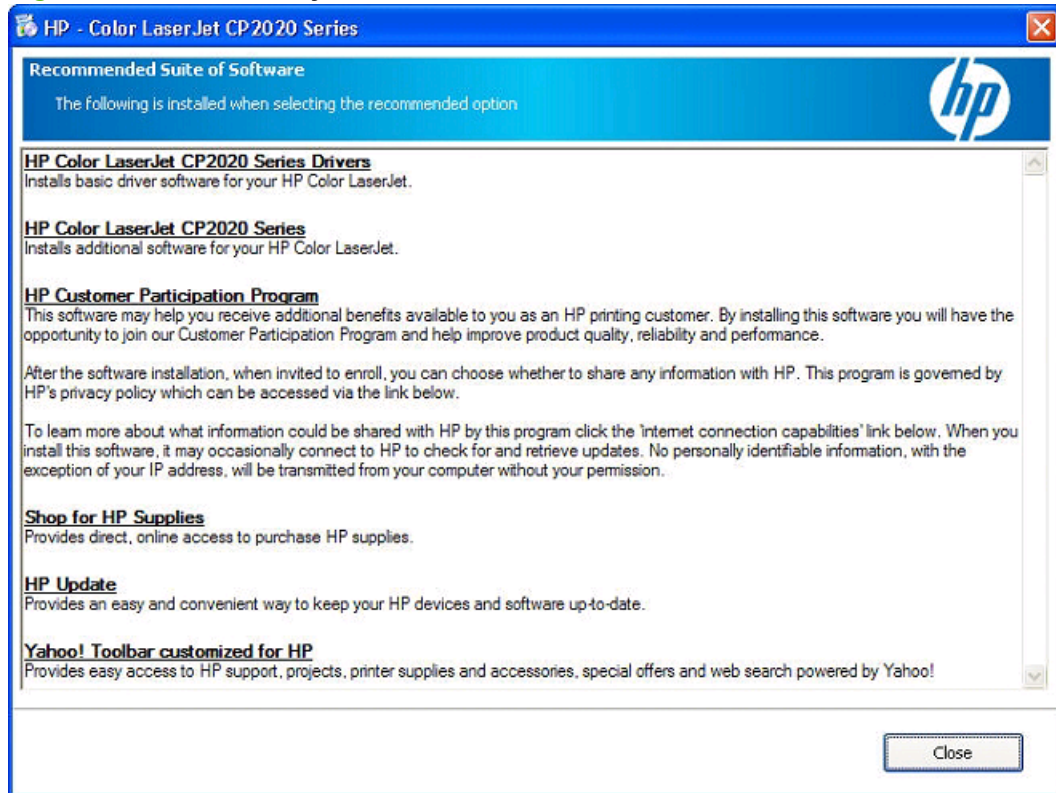 HP - Color LaserJet CP2020 Series
Recommended Suite of Software
The following is installed when selecting the recommended option
hp
HP Color LaserJet CP2020 Series Drivers
Installs basic driver software for your HP Color LaserJet.
HP Color LaserJet CP2020 Series
Installs additional software for your HP Color LaserJet.
HP Customer Participation Program
This software may help you receive additional benefits available to you as an HP printing customer. By installing this software you will have the
opportunity to join our Customer Participation Program and help improve product quality, reliability and performance.
After the software installation, when invited to enroll, you can choose whether to share any information with HP. This program is governed by
HP's privacy policy which can be accessed via the link below.
To learn more about what information could be shared with HP by this program click the 'internet connection capabilities' link below. When you
install this software, it may occasionally connect to HP to check for and retrieve updates. No personally identifiable information, with the
exception of your IP address, will be transmitted from your computer without your permission.
Shop for HP Supplies
Provides direct, online access to purchase HP supplies.
HP Update
Provides an easy and convenient way to keep your HP devices and software up-to-date.
Yahoo! Toolbar customized for HP
Provides easy access to HP support, projects, printer supplies and accessories, special offers and web search powered by Yahoo!
Close